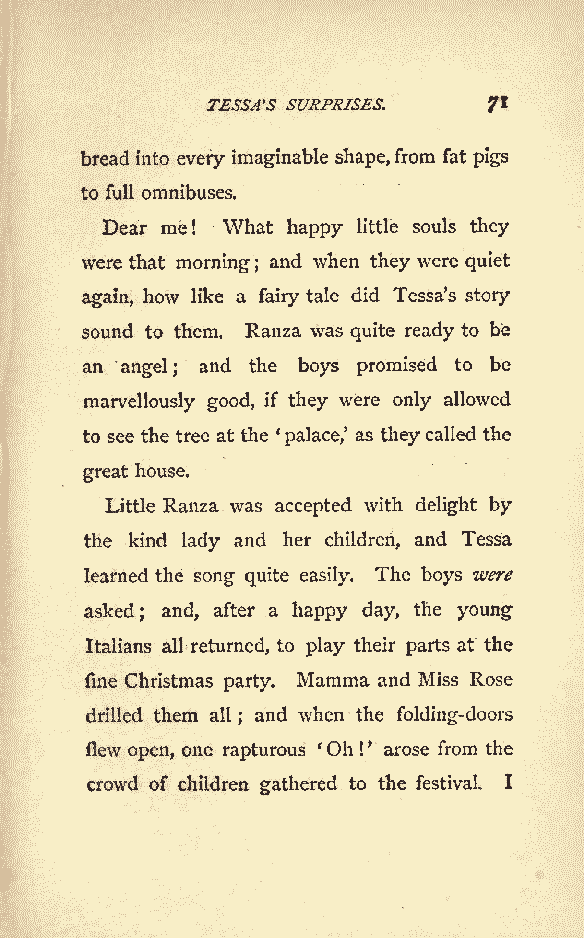 TESSA'S SURPRISES. 71
bread into every imaginable shape, from fat pigs
to full omnibuses.
Dear me! What happy little souls they
were that morning; and when they were quiet
again, how like a fairy tale did Tessa's story
sound to them. Ranza was quite ready to be
an angel; and the boys promised to be
marvellously good, if they were only allowed
to see the tree at the ‘palace,’ as they called the
great house.
Little Ranza was accepted with delight by
the kind lady and her children, and Tessa
learned the song quite easily. The boys were
asked; and, after a happy day, the young
Italians all returned, to play their parts at the
fine Christmas party. Mamma and Miss Rose
drilled them all; and when the folding-doors
flew open, one rapturous ‘Oh!’ arose from the
crowd of children gathered to the festival. I